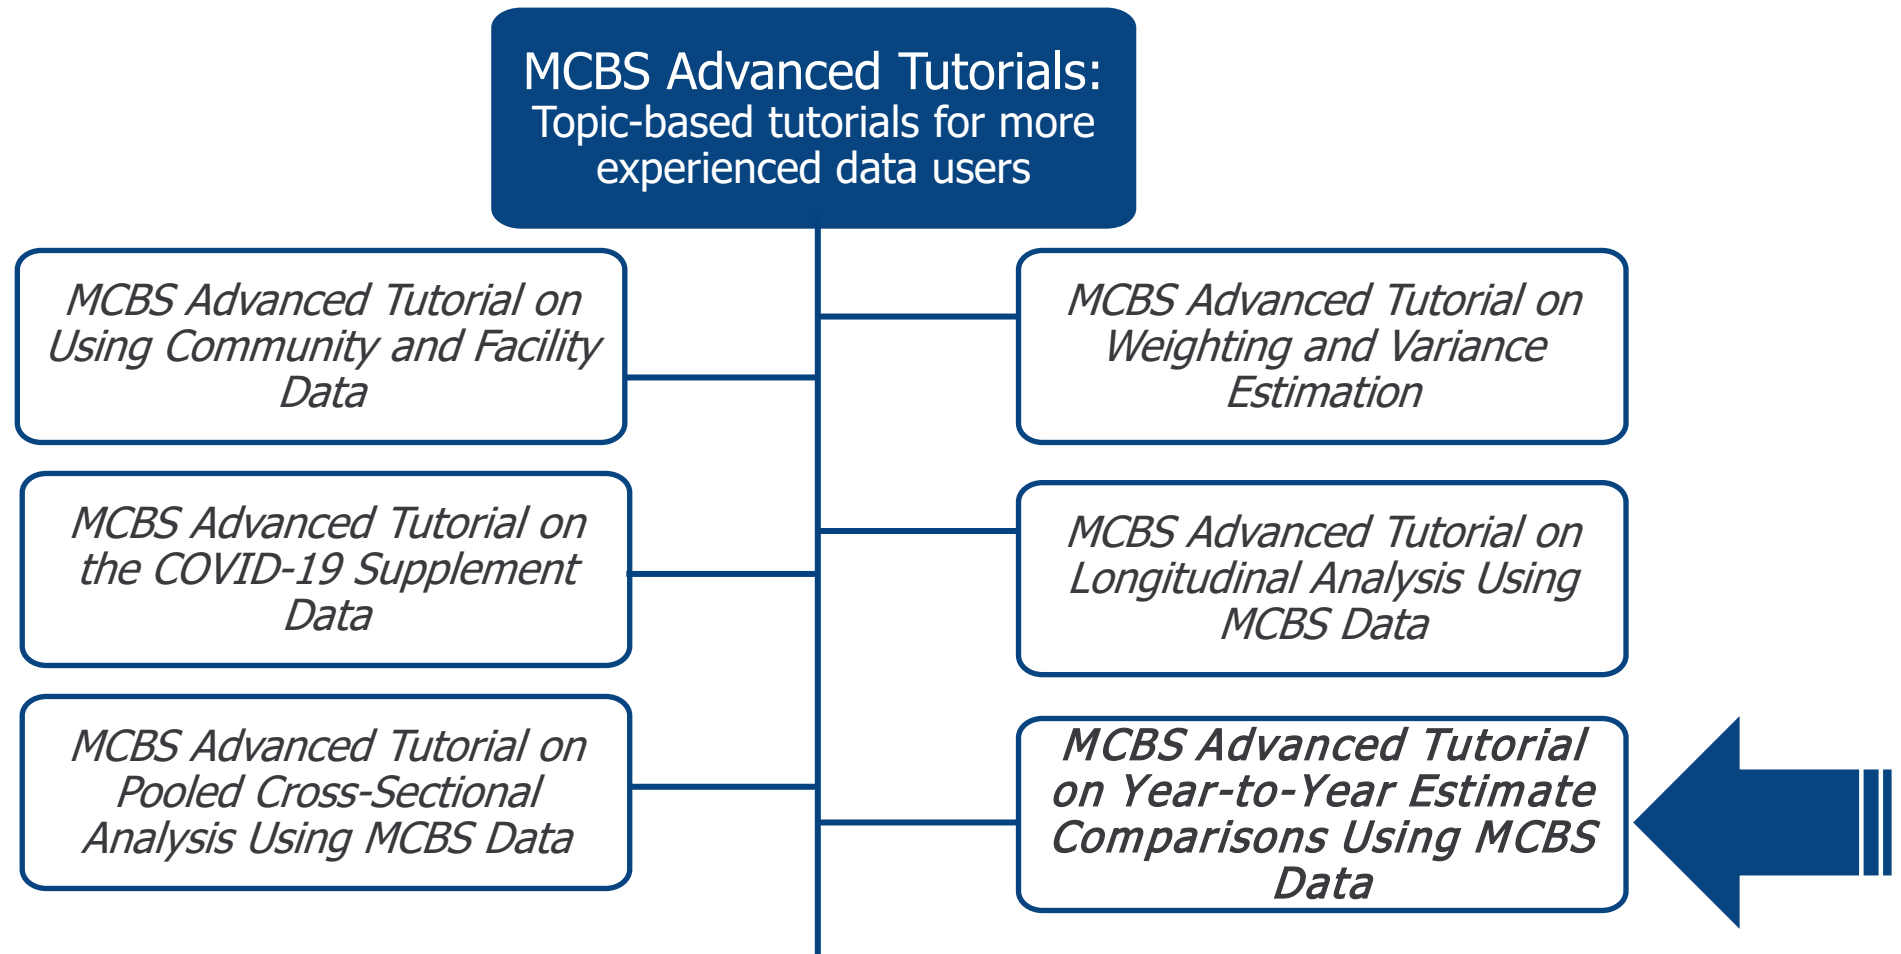 MCBS Advanced Tutorials:
Topic-based tutorials for more
experienced data users
MCBS Advanced Tutorial on
Using Community and Facility
Data
MCBS Advanced Tutorial on
Weighting and Variance
Estimation
MCBS Advanced Tutorial on
the COVID-19 Supplement
Data
MCBS Advanced Tutorial on
Longitudinal Analysis Using
MCBS Data
MCBS Advanced Tutorial on
Pooled Cross-Sectional
Analysis Using MCBS Data
MCBS Advanced Tutorial
on Year-to-Year Estimate
Comparisons Using MCBS
Data